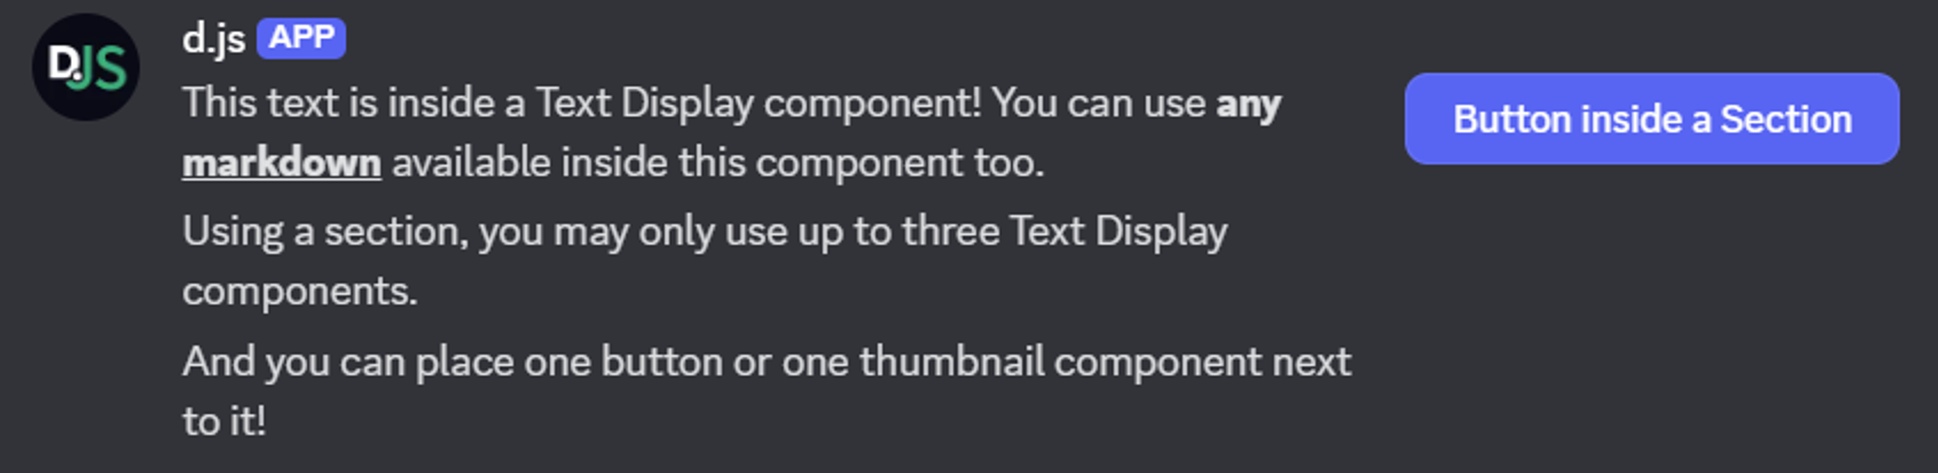 D.JS
d.js APP
This text is inside a Text Display component! You can use any
markdown available inside this component too.
Button inside a Section
Using a section, you may only use up to three Text Display
components.
And you can place one button or one thumbnail component next
to it!